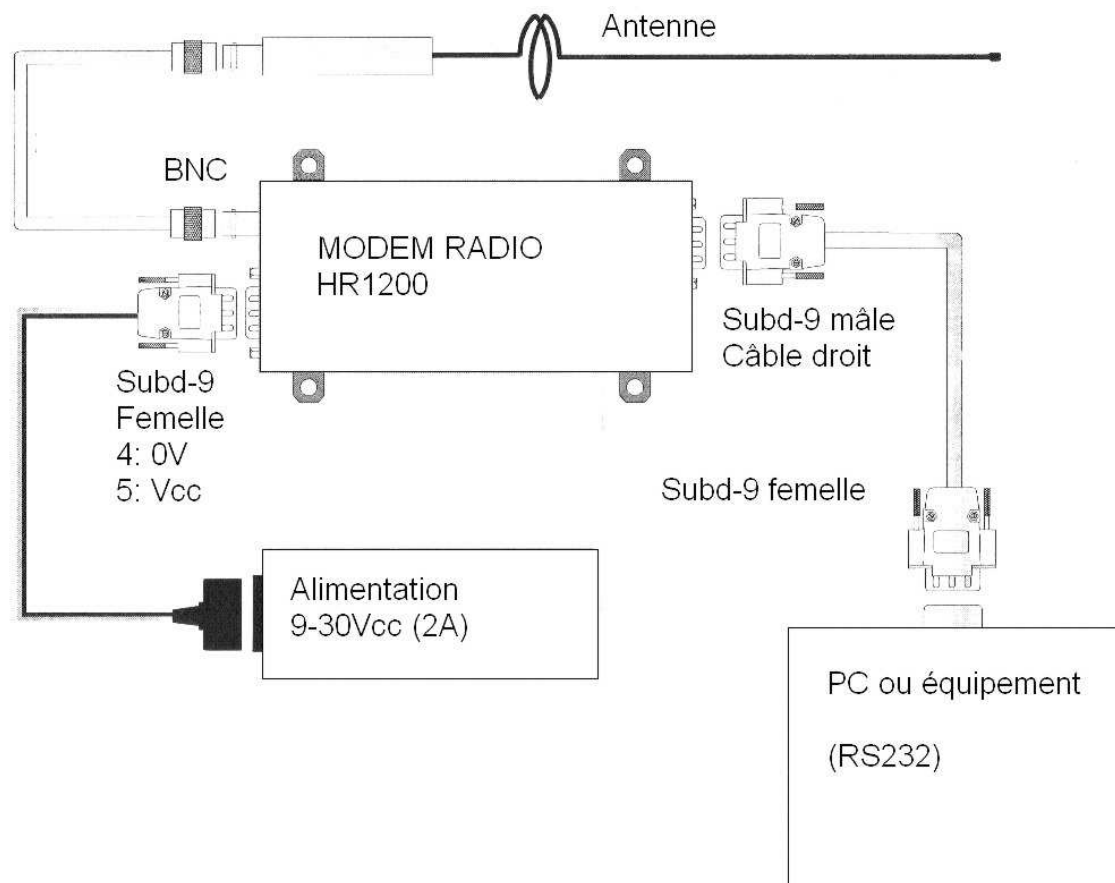 Antenne
BNC
MODEM RADIO
HR1200
Subd-9 mâle
Câble droit
Subd-9
Femelle
4: 0V
5: Vcc
Subd-9 femelle
Alimentation
9-30Vcc (2A)
PC ou équipement
(RS232)